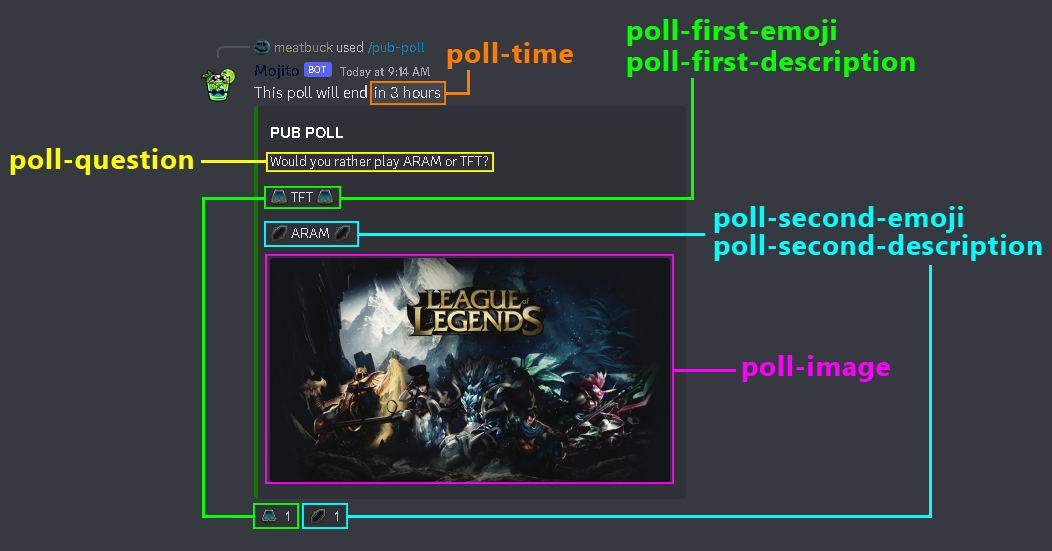 meatbuck used /pub-poll
poll-time
poll-first-emoji
poll-first-description
Mojito BOT Today at 9:14 AM
This poll will end in 3 hours
PUB POLL
poll-question
Would you rather play ARAM or TFT?
TFT
poll-second-emoji
poll-second-description
ARAM
LEAGUE of
LEGENDS
poll-image
1 1